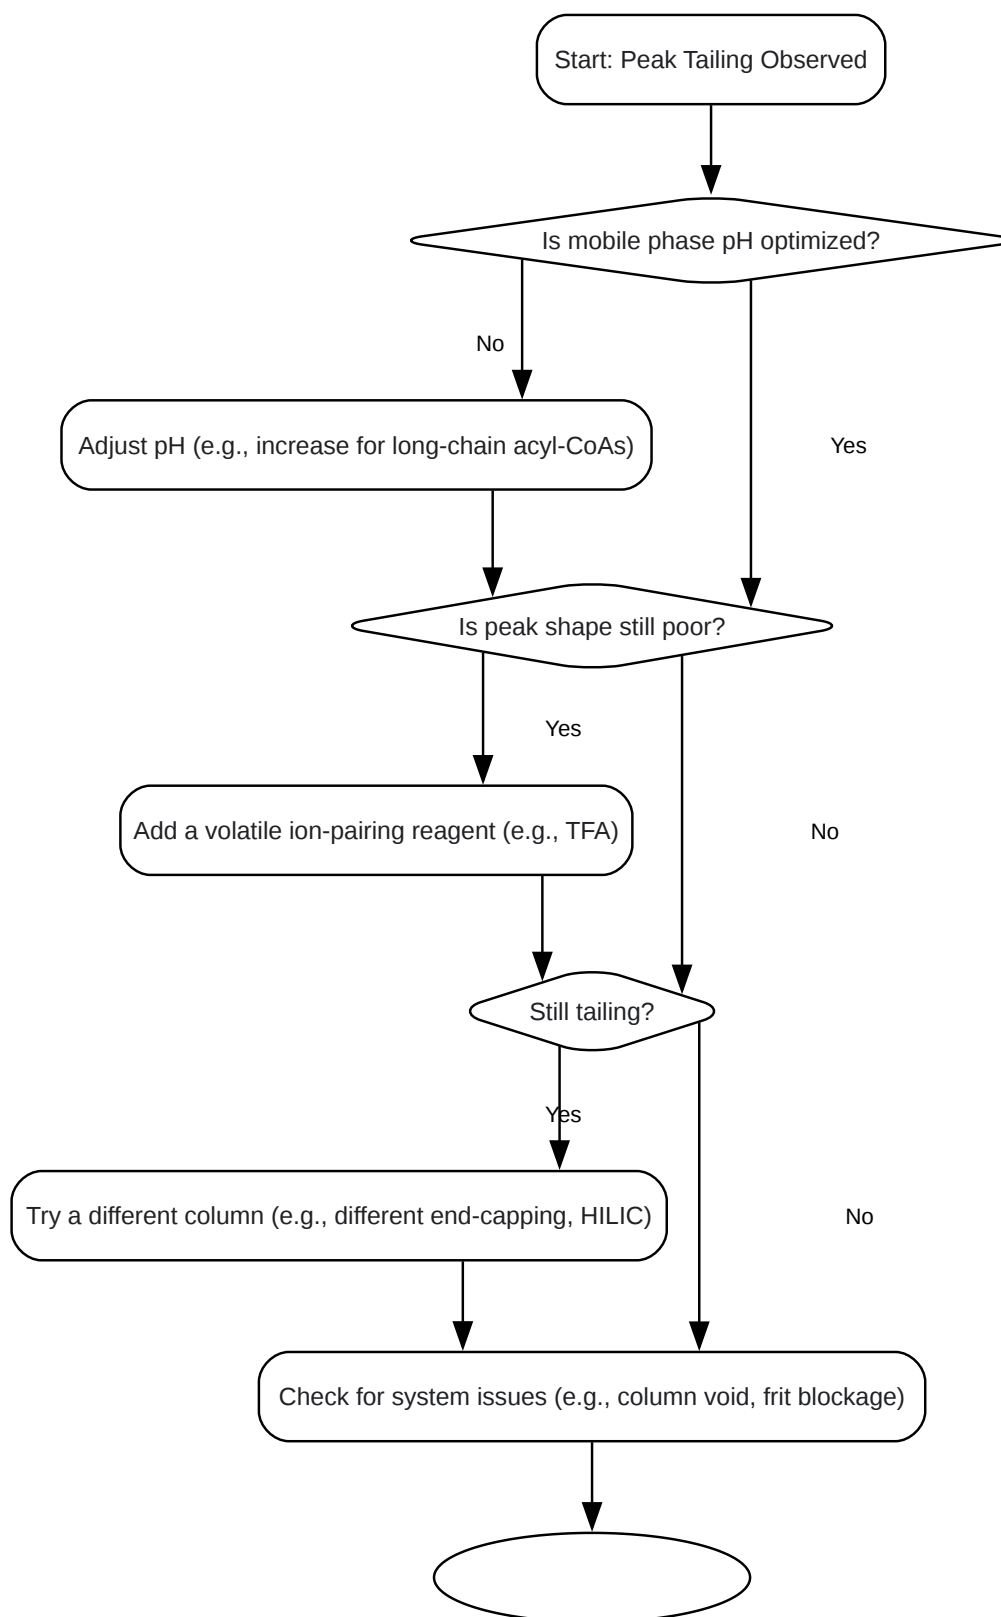 Start: Peak Tailing Observed
Is mobile phase pH optimized?
No
Adjust pH (e.g., increase for long-chain acyl-CoAs)
Yes
Is peak shape still poor?
Yes
Add a volatile ion-pairing reagent (e.g., TFA)
No
Still tailing?
Yes
Try a different column (e.g., different end-capping, HILIC)
No
Check for system issues (e.g., column void, frit blockage)